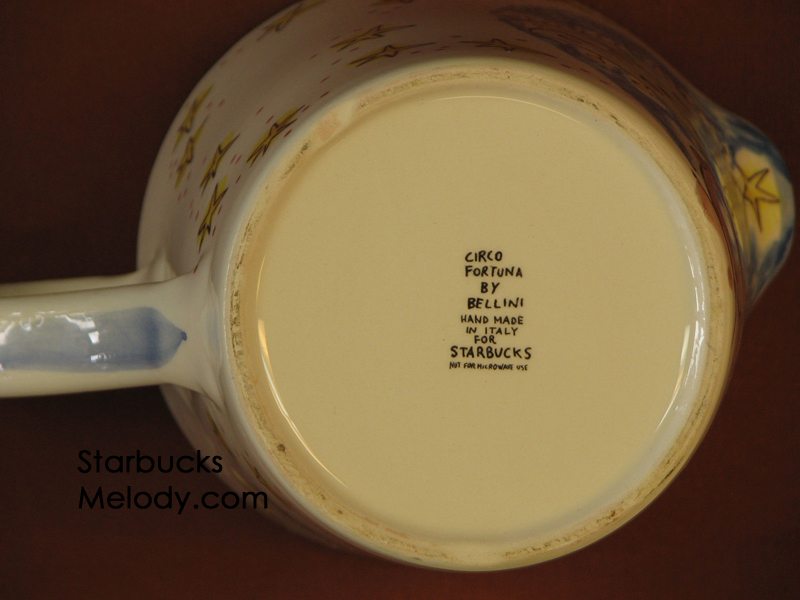 CIRCO
FORTUNA
BY
BELLINI
HAND MADE
IN ITALY
FOR
STARBUCKS
NOT FOR MICROWAVE USE
Starbucks
Melody.com